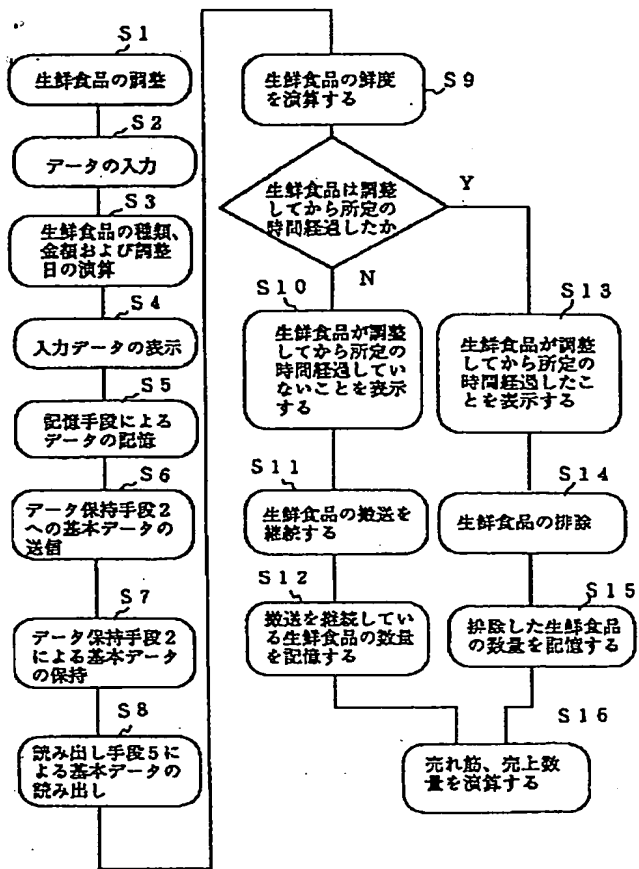 S1
生鮮食品の調整
S2
データの入力
S3
生鮮食品の種類、
金額および調整
日の演算
S4
入力データの表示
S5
記憶手段による
データの記憶
S6
データ保持手段2
への基本データの
送信
S7
データ保持手段2
による基本データ
の保持
S8
読み出し手段5に
よる基本データの
読み出し
S9
生鮮食品の鮮度
を演算する
生鮮食品は調整
してから所定の
時間経過したか
Y
N
S10
生鮮食品が調整
してから所定の
時間経過してい
ないことを表示
する
S11
生鮮食品の搬送を
継続する
S12
搬送を継続してい
る生鮮食品の数量
を記憶する
S13
生鮮食品が調整
してから所定の
時間経過したこ
とを表示する
S14
生鮮食品の排除
S15
排除した生鮮食品
の数量を記憶する
S16
売れ筋、売上数
量を演算する